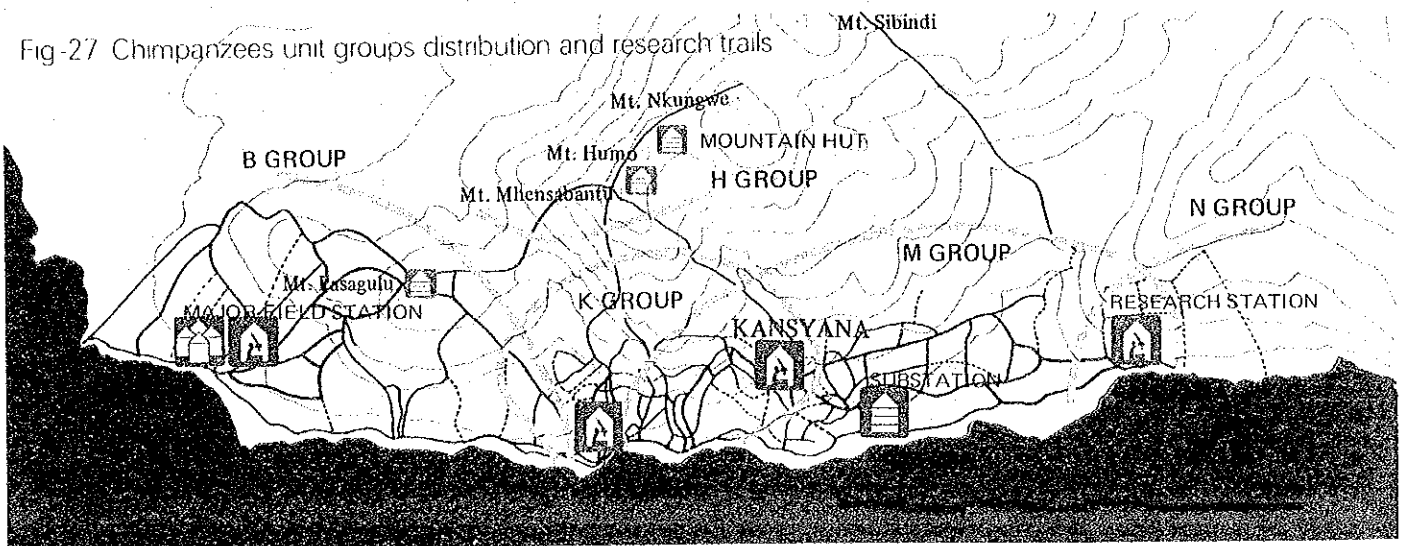 Fig-27 Chimpanzees unit groups distribution and research trails
Mt. Sibindi
Mt. Nkungwe
MOUNTAIN HUT
B GROUP
Mt. Humo
H GROUP
Mt. Mhensabantu
N GROUP
M GROUP
Mt. Pasagulu
K GROUP
RESEARCH STATION
MAJOR FIELD STATION
KANSYANA
SUBSTATION